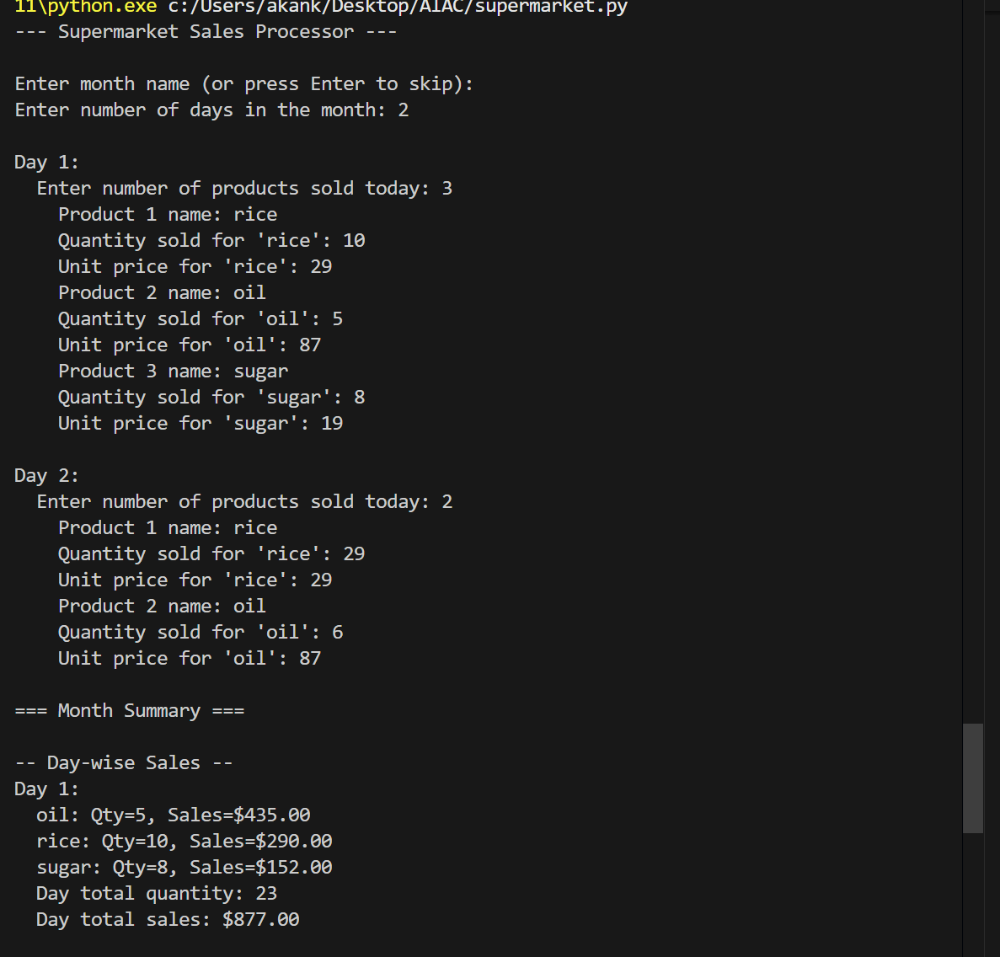 11\python.exe c:/Users/akank/Desktop/AIAC/supermarket.py
--- Supermarket Sales Processor ---
Enter month name (or press Enter to skip):
Enter number of days in the month: 2
Day 1:
Enter number of products sold today: 3
Product 1 name: rice
Quantity sold for 'rice': 10
Unit price for 'rice': 29
Product 2 name: oil
Quantity sold for 'oil': 5
Unit price for 'oil': 87
Product 3 name: sugar
Quantity sold for 'sugar': 8
Unit price for 'sugar': 19
Day 2:
Enter number of products sold today: 2
Product 1 name: rice
Quantity sold for 'rice': 29
Unit price for 'rice': 29
Product 2 name: oil
Quantity sold for 'oil': 6
Unit price for 'oil': 87
=== Month Summary ===
-- Day-wise Sales --
Day 1:
oil: Qty=5, Sales=$435.00
rice: Qty=10, Sales=$290.00
sugar: Qty=8, Sales=$152.00
Day total quantity: 23
Day total sales: $877.00